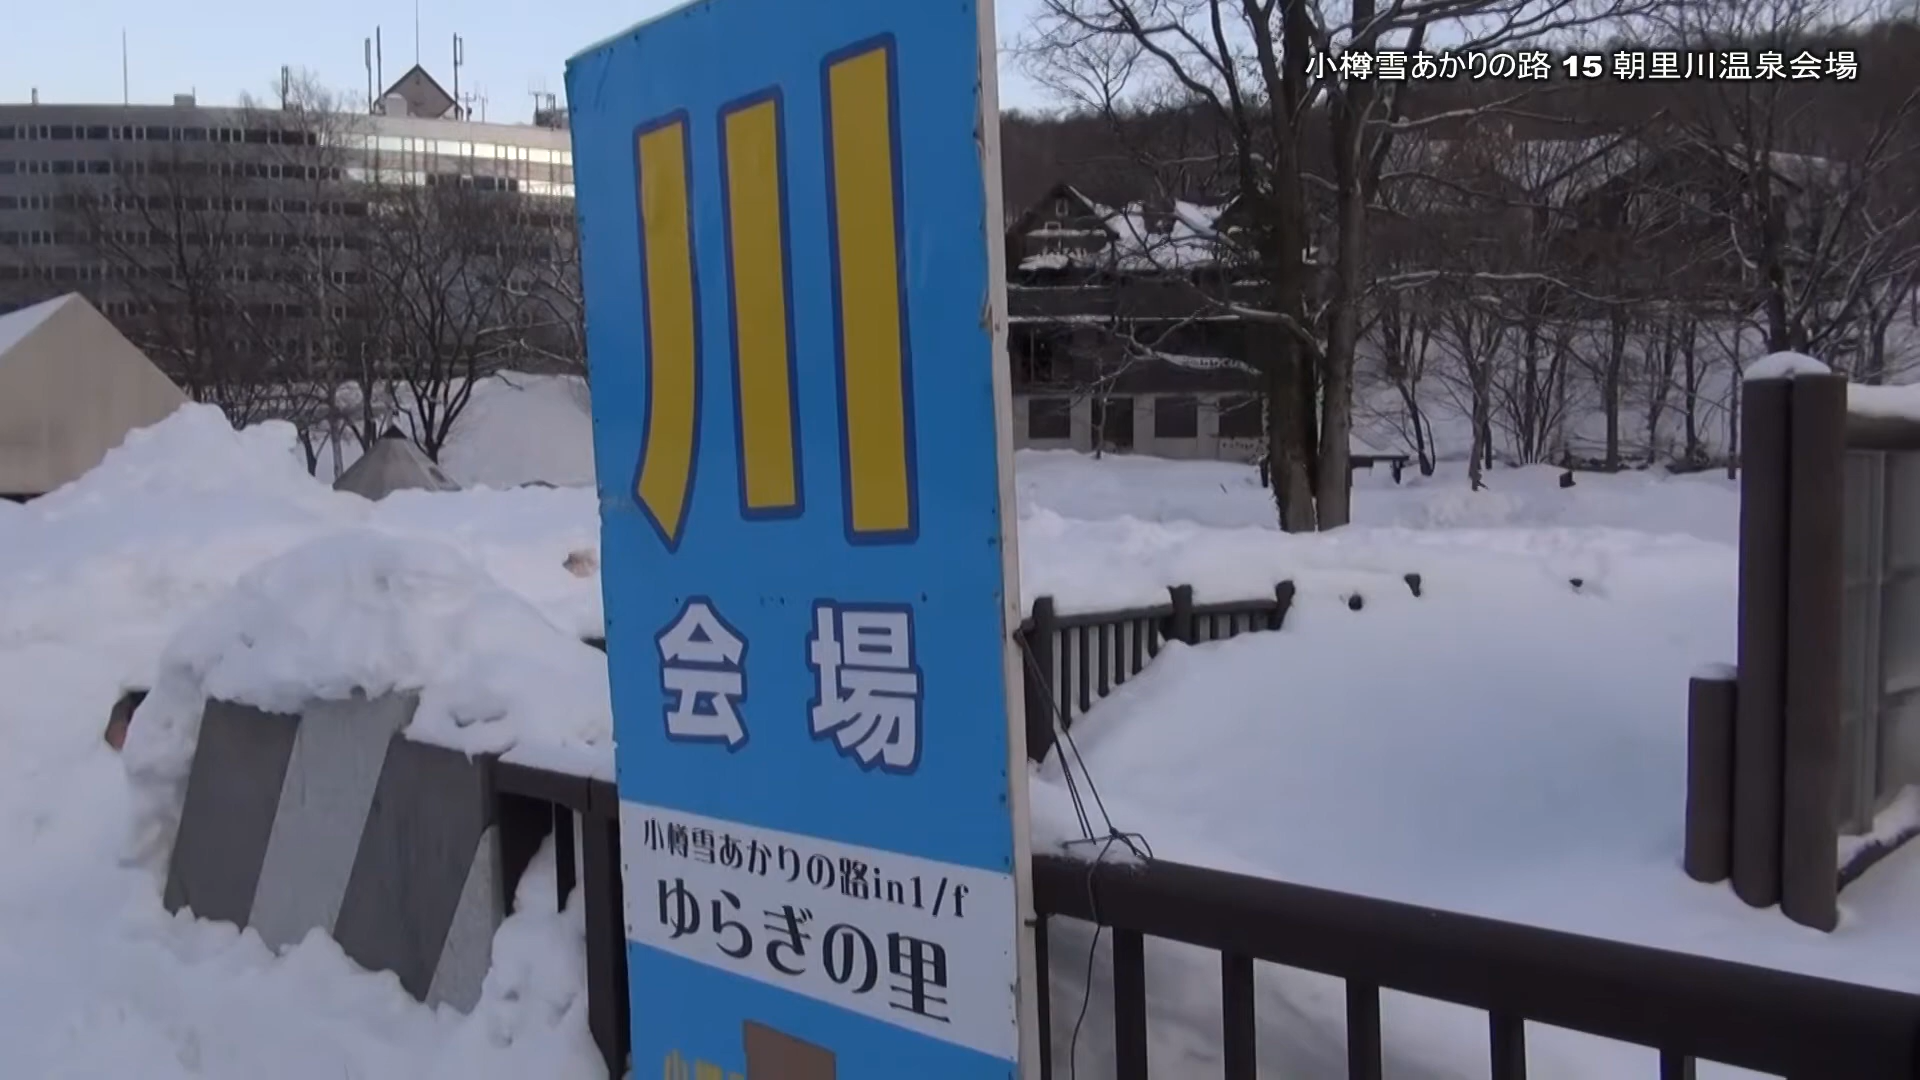 小樽雪あかりの路 15 朝里川温泉会場
川
会場
小樽雪あかりの路in1/f
ゆらぎの里